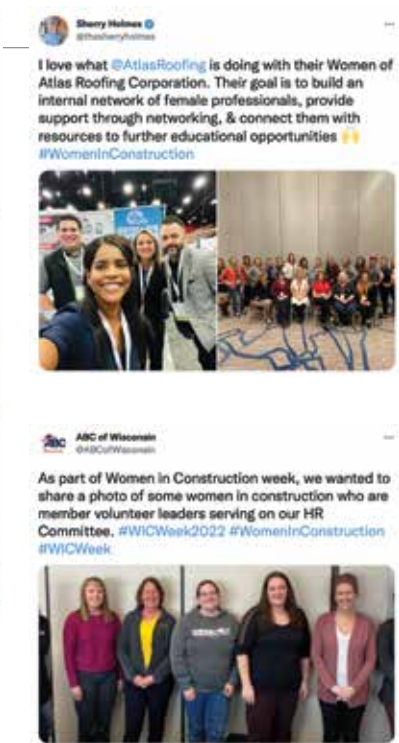 Sherry Holmes
@thesherryholmes
I love what @AtlasRoofing is doing with their Women of
Atlas Roofing Corporation. Their goal is to build an
internal network of female professionals, provide
support through networking, & connect them with
resources to further educational opportunities 🙌
#WomenInConstruction
ABC
ABC of Wisconsin
@ABCofWisconsin
As part of Women in Construction week, we wanted to
share a photo of some women in construction who are
member volunteer leaders serving on our HR
Committee. #WICWeek2022 #WomenInConstruction
#WICWeek